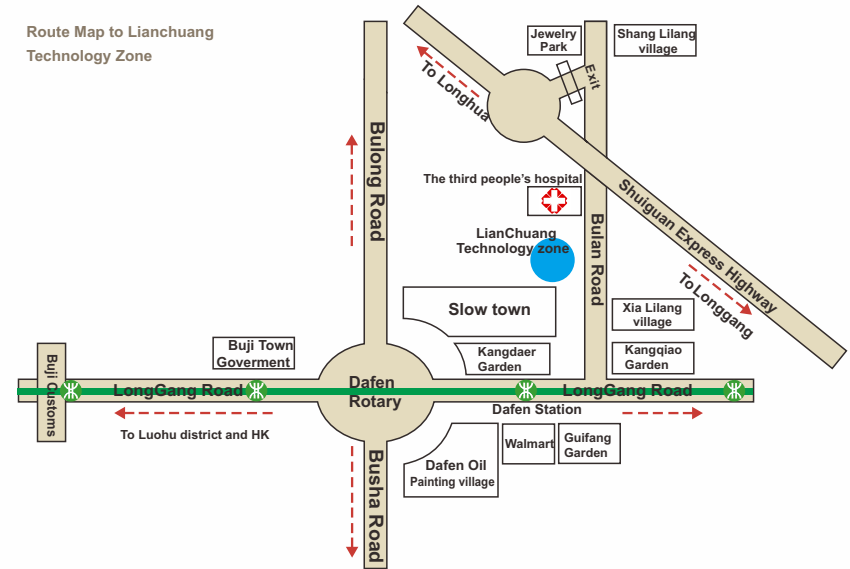 Route Map to Lianchuang
Technology Zone
Jewelry
Park
Shang Lilang
village
Exit
To Longhua
Bulong Road
The third people's hospital
Shuiguan Express Highway
LianChuang
Technology zone
Bulan Road
To Longgang
Slow town
Xia Lilang
village
Buji Town
Goverment
Kangdaer
Garden
Kangqiao
Garden
Buji Customs
LongGang Road
Dafen
Rotary
LongGang Road
Dafen Station
To Luohu district and HK
Busha Road
Dafen Oil
Painting village
Walmart
Guifang
Garden